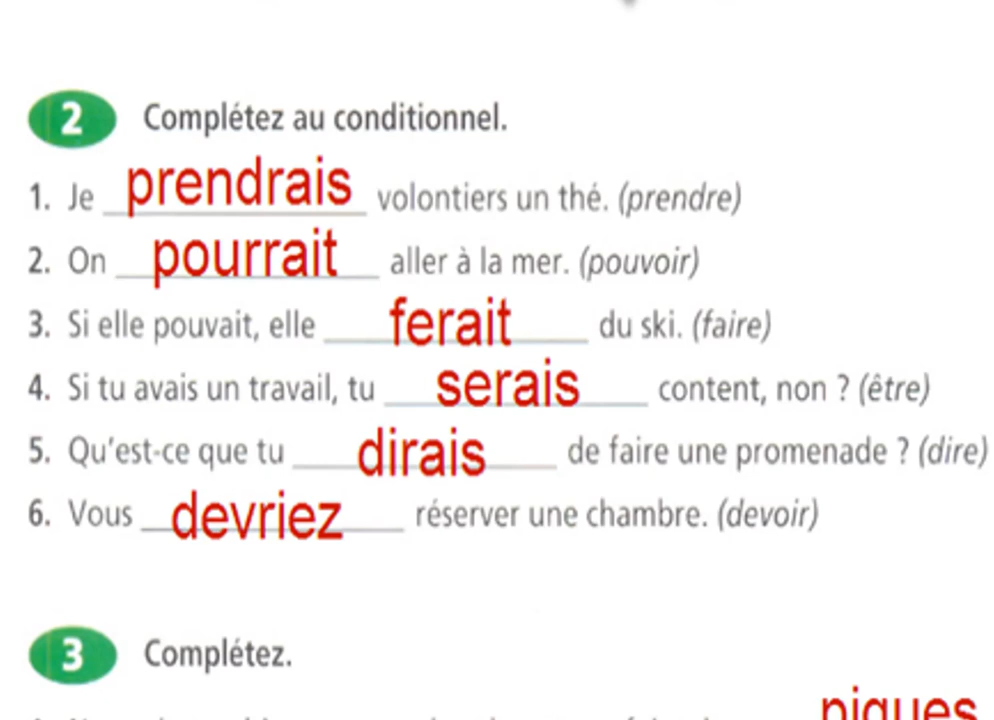 2 Complétez au conditionnel.
1. Je prendrais volontiers un thé. (prendre)
2. On pourrait aller à la mer. (pouvoir)
3. Si elle pouvait, elle ferait du ski. (faire)
4. Si tu avais un travail, tu serais content, non ? (être)
5. Qu'est-ce que tu dirais de faire une promenade ? (dire)
6. Vous devriez réserver une chambre. (devoir)
3 Complétez.
piques